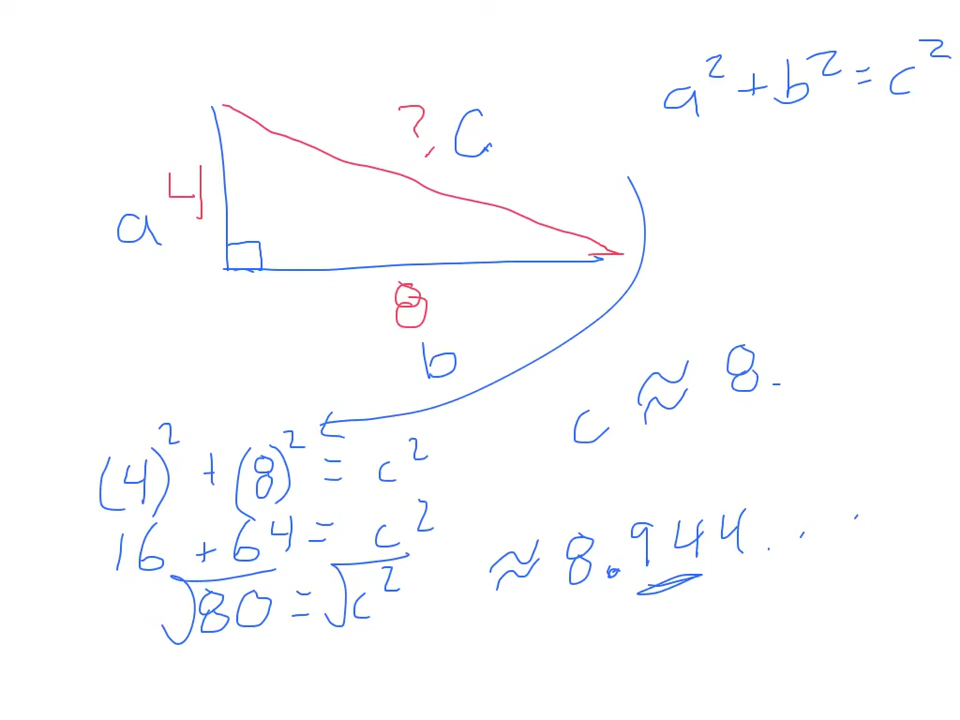 a² + b² = c²
? C
4
a
8
b
c ≈ 8.
(4)² + (8)² = c²
16 + 64 = c²
≈ 8.944...
√80 = √c²